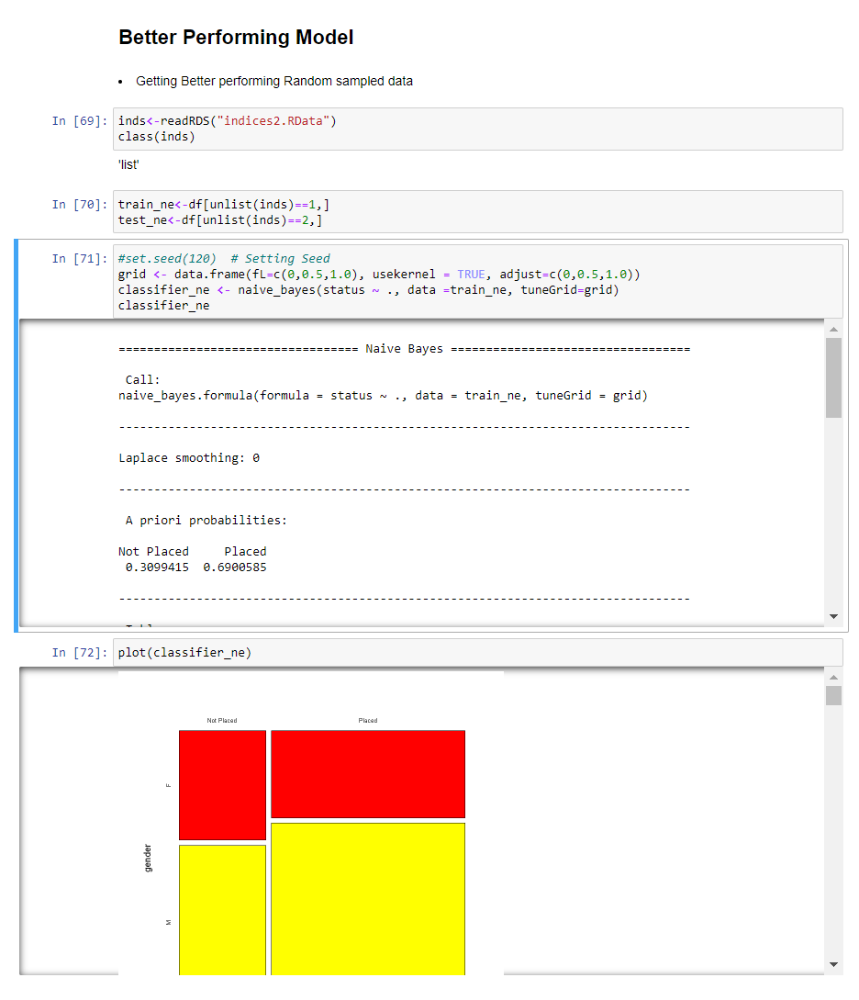 Better Performing Model
• Getting Better performing Random sampled data
In [69]: inds<-readRDS("indices2.RData")
class(inds)
'list'
In [70]: train_ne<-df[unlist(inds)==1,]
test_ne<-df[unlist(inds)==2,]
In [71]: #set.seed(120)  # Setting Seed
grid <- data.frame(fL=c(0,0.5,1.0), usekernel = TRUE, adjust=c(0,0.5,1.0))
classifier_ne <- naive_bayes(status ~ ., data =train_ne, tuneGrid=grid)
classifier_ne
================================== Naive Bayes ==================================
Call:
naive_bayes.formula(formula = status ~ ., data = train_ne, tuneGrid = grid)
---------------------------------------------------------------------------------
Laplace smoothing: 0
---------------------------------------------------------------------------------
A priori probabilities:
Not Placed     Placed
0.3099415  0.6900585
---------------------------------------------------------------------------------
In [72]: plot(classifier_ne)
Not Placed Placed
F
gender
M